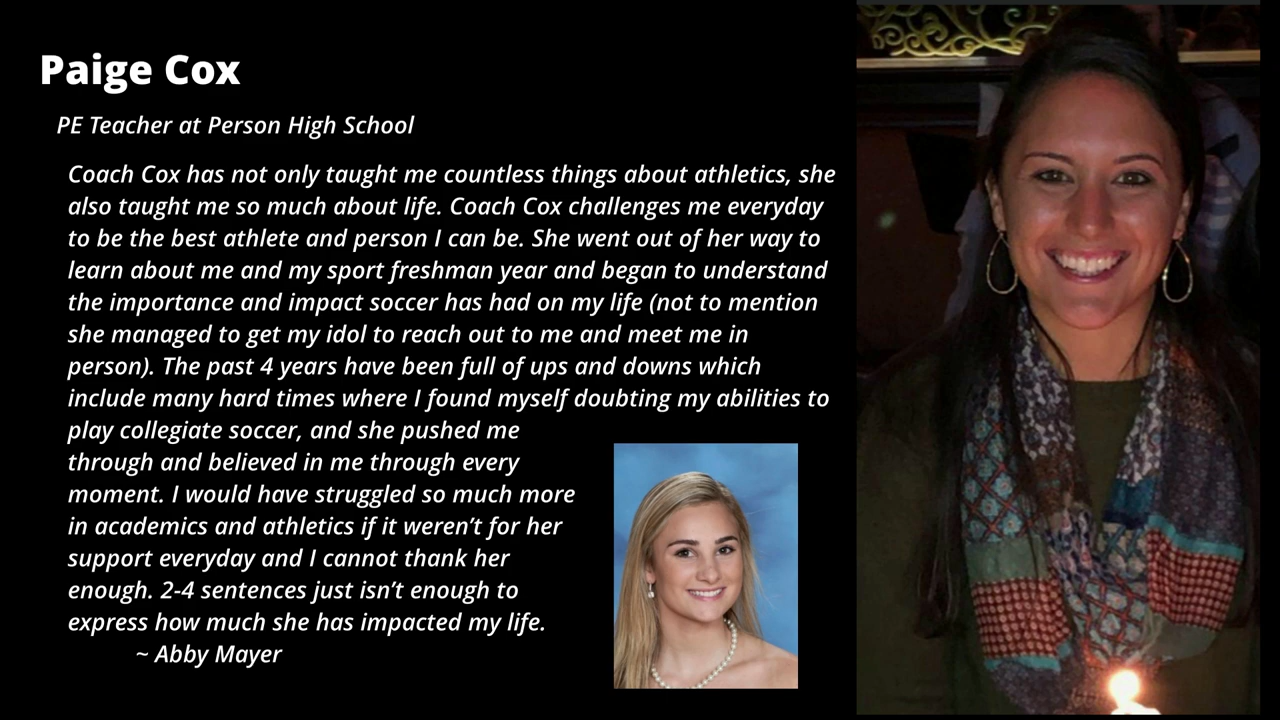 Paige Cox
PE Teacher at Person High School
Coach Cox has not only taught me countless things about athletics, she
also taught me so much about life. Coach Cox challenges me everyday
to be the best athlete and person I can be. She went out of her way to
learn about me and my sport freshman year and began to understand
the importance and impact soccer has had on my life (not to mention
she managed to get my idol to reach out to me and meet me in
person). The past 4 years have been full of ups and downs which
include many hard times where I found myself doubting my abilities to
play collegiate soccer, and she pushed me
through and believed in me through every
moment. I would have struggled so much more
in academics and athletics if it weren’t for her
support everyday and I cannot thank her
enough. 2-4 sentences just isn’t enough to
express how much she has impacted my life.
~ Abby Mayer